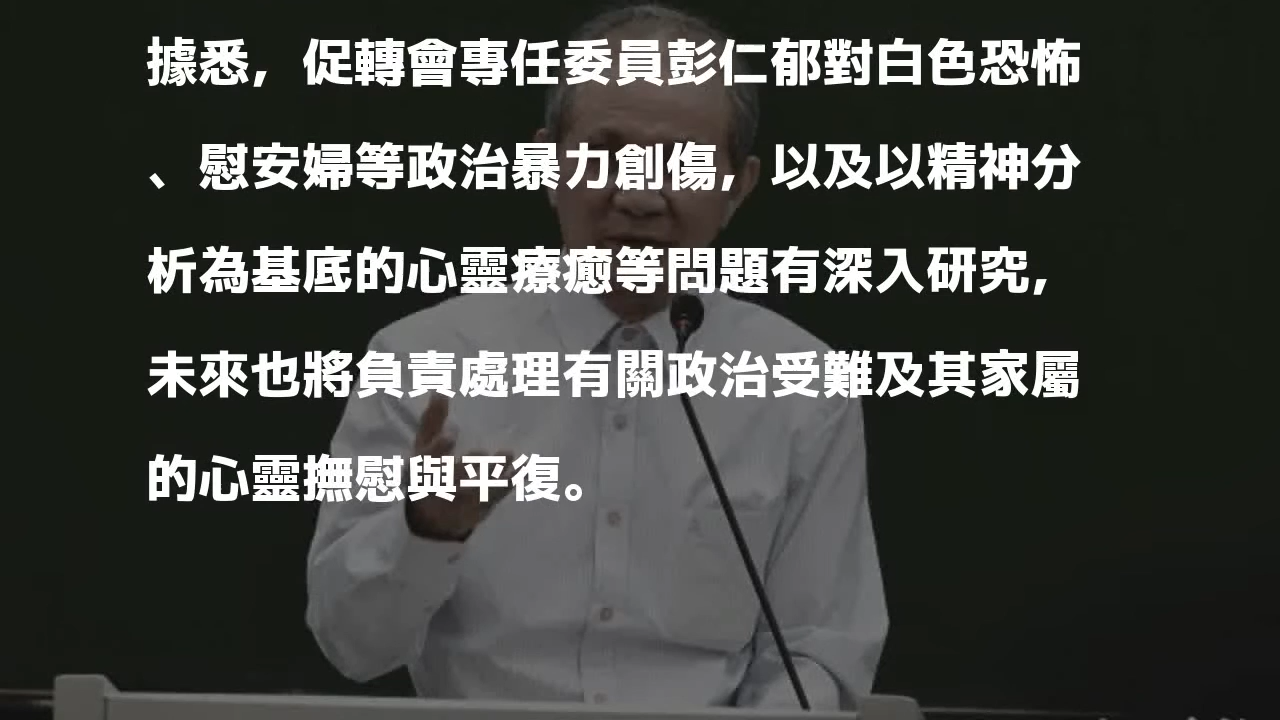 據悉，促轉會專任委員彭仁郁對白色恐怖
、慰安婦等政治暴力創傷，以及以精神分
析為基底的心靈療癒等問題有深入研究，
未來也將負責處理有關政治受難及其家屬
的心靈撫慰與平復。